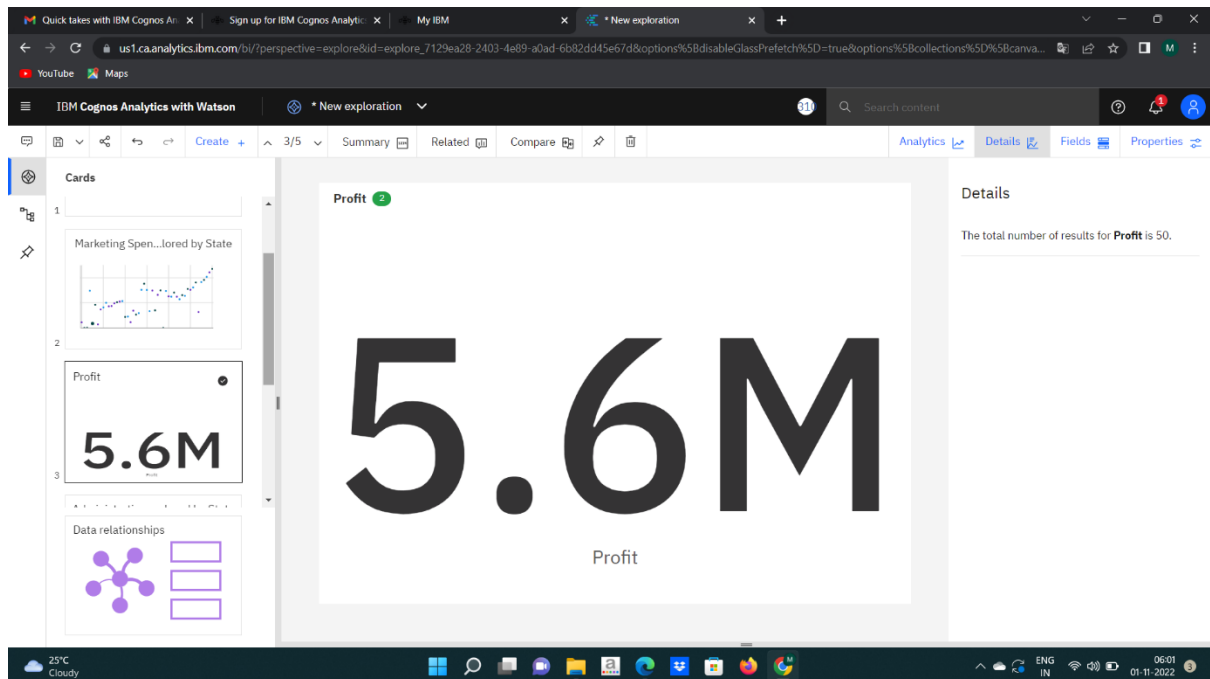 Quick takes with IBM Cognos An
Sign up for IBM Cognos Analytic
My IBM
* New exploration
us1.ca.analytics.ibm.com/bi/?perspective=explore&id=explore_7129ea28-2403-4e89-a0ad-6b82dd45e67d&options%5BdisableGlassPrefetch%5D=true&options%5Bcollections%5D%5Bcanva...
M
YouTube
Maps
IBM Cognos Analytics with Watson
* New exploration
Search content
1
Create +
3/5
Summary
Related
Compare
Analytics
Details
Fields
Properties
Cards
1
Marketing Spen...lored by State
2
Profit
5.6M
Profit
3
Data relationships
Profit 2
5.6M
Profit
Details
The total number of results for Profit is 50.
25°C
Cloudy
ENG
IN
06:01
01-11-2022
3